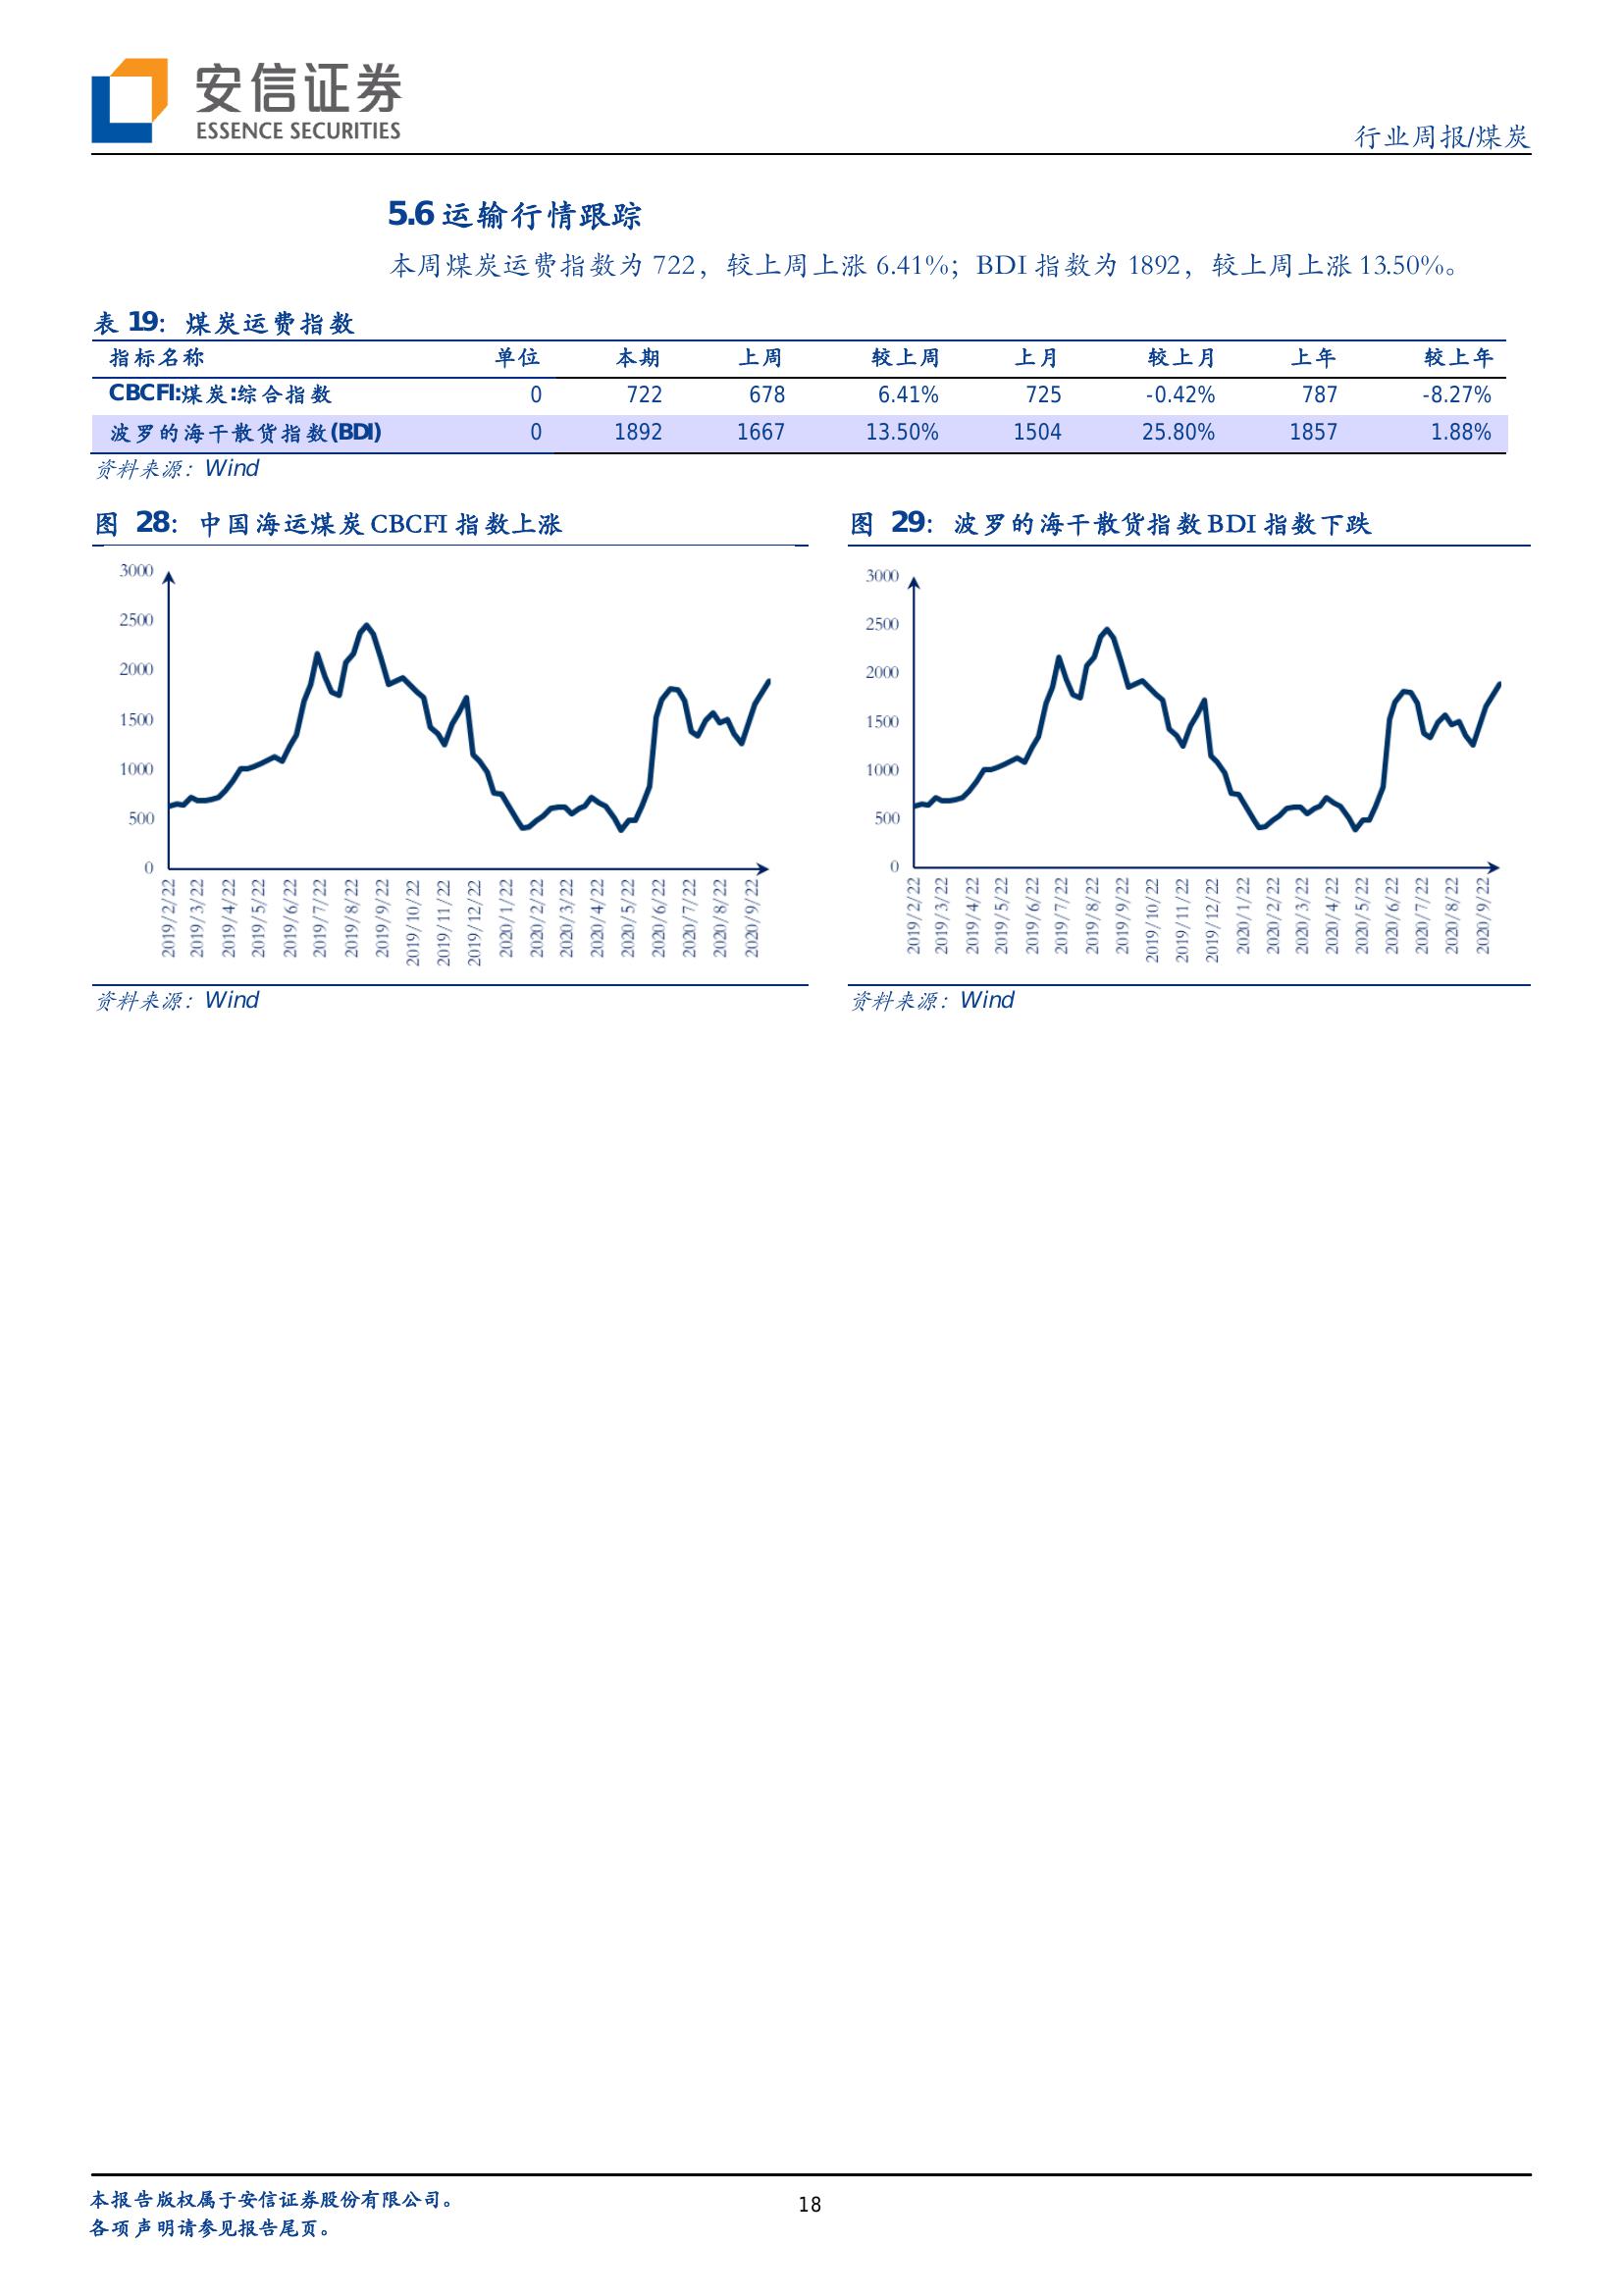 安信证券
ESSENCE SECURITIES
行业周报/煤炭
5.6 运输行情跟踪
本周煤炭运费指数为 722，较上周上涨 6.41%；BDI 指数为 1892，较上周上涨 13.50%。
表 19：煤炭运费指数
指标名称 单位 本期 上周 较上周 上月 较上月 上年 较上年
CBCFI:煤炭:综合指数 0 722 678 6.41% 725 -0.42% 787 -8.27%
波罗的海干散货指数(BDI) 0 1892 1667 13.50% 1504 25.80% 1857 1.88%
资料来源：Wind
图 28：中国海运煤炭 CBCFI 指数上涨
3000
2500
2000
1500
1000
500
0
2019/2/22 2019/3/22 2019/4/22 2019/5/22 2019/6/22 2019/7/22 2019/8/22 2019/9/22 2019/10/22 2019/11/22 2019/12/22 2020/1/22 2020/2/22 2020/3/22 2020/4/22 2020/5/22 2020/6/22 2020/7/22 2020/8/22 2020/9/22
资料来源：Wind
图 29：波罗的海干散货指数 BDI 指数下跌
3000
2500
2000
1500
1000
500
0
2019/2/22 2019/3/22 2019/4/22 2019/5/22 2019/6/22 2019/7/22 2019/8/22 2019/9/22 2019/10/22 2019/11/22 2019/12/22 2020/1/22 2020/2/22 2020/3/22 2020/4/22 2020/5/22 2020/6/22 2020/7/22 2020/8/22 2020/9/22
资料来源：Wind
本报告版权属于安信证券股份有限公司。
各项声明请参见报告尾页。
18